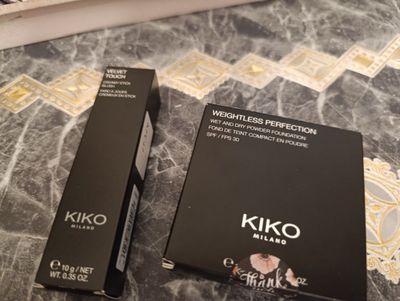 VELVET
TOUCH
CREAMY STICK
BLUSH
FARD À JOUES
CRÉMEUX EN STICK
KIKO
MILANO
10 g / NET
WT. 0.35 OZ.
WEIGHTLESS PERFECTION
WET AND DRY POWDER FOUNDATION
FOND DE TEINT COMPACT EN POUDRE
SPF / FPS 30
KIKO
MILANO
Thank
OZ.